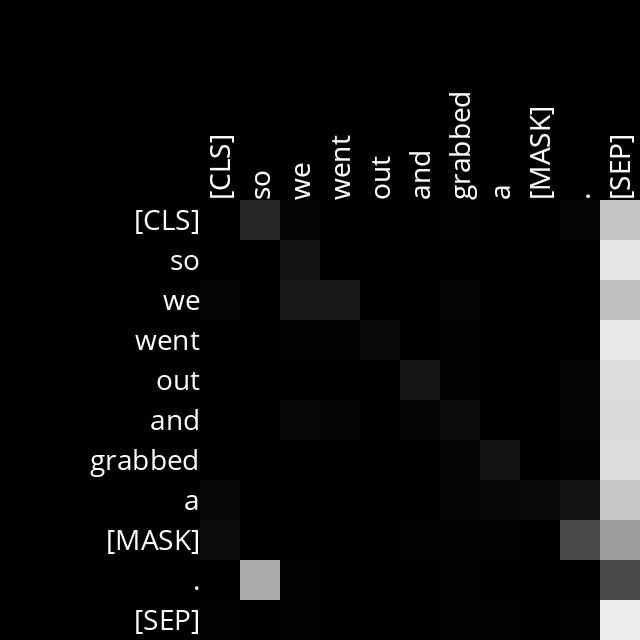 [CLS] so we went out and grabbed a [MASK] . [SEP]
[CLS]
so
we
went
out
and
grabbed
a
[MASK]
.
[SEP]